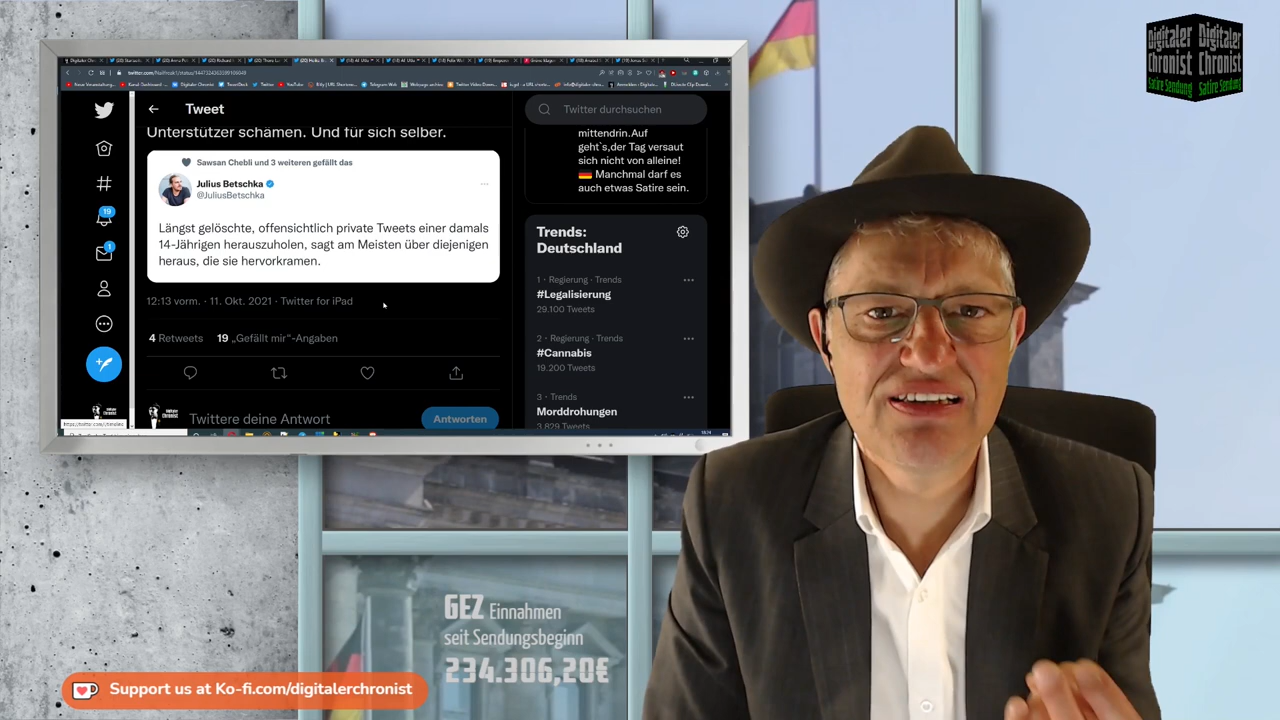 Tweet
Unterstützer schämen. Und für sich selber.
Sawsan Chebli und 3 weiteren gefällt das
Julius Betschka
@JuliusBetschka
Längst gelöschte, offensichtlich private Tweets einer damals
14-Jährigen herauszuholen, sagt am Meisten über diejenigen
heraus, die sie hervorkramen.
12:13 vorm. · 11. Okt. 2021 · Twitter for iPad
4 Retweets 19 „Gefällt mir"-Angaben
Twittere deine Antwort
Antworten
19
1
Twitter durchsuchen
mittendrin.Auf
geht`s,der Tag versaut
sich nicht von alleine!
Manchmal darf es
auch etwas Satire sein.
Trends:
Deutschland
1 · Regierung · Trends
#Legalisierung
29.100 Tweets
2 · Regierung · Trends
#Cannabis
19.200 Tweets
3 · Trends
Morddrohungen
3.829 Tweets
Digitaler
Chronist
Satire Sendung
Digitaler
Chronist
Satire Sendung
GEZ Einnahmen
seit Sendungsbeginn
234.306,20€
Support us at Ko-fi.com/digitalerchronist